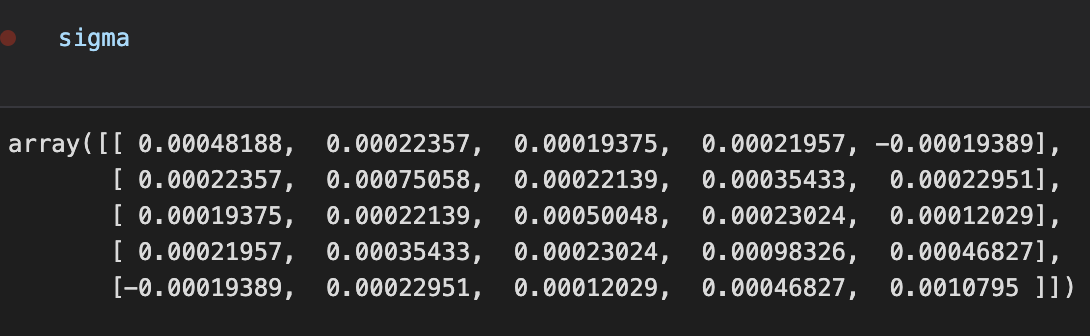 sigma
array([[ 0.00048188,  0.00022357,  0.00019375,  0.00021957, -0.00019389],
       [ 0.00022357,  0.00075058,  0.00022139,  0.00035433,  0.00022951],
       [ 0.00019375,  0.00022139,  0.00050048,  0.00023024,  0.00012029],
       [ 0.00021957,  0.00035433,  0.00023024,  0.00098326,  0.00046827],
       [-0.00019389,  0.00022951,  0.00012029,  0.00046827,  0.0010795 ]])